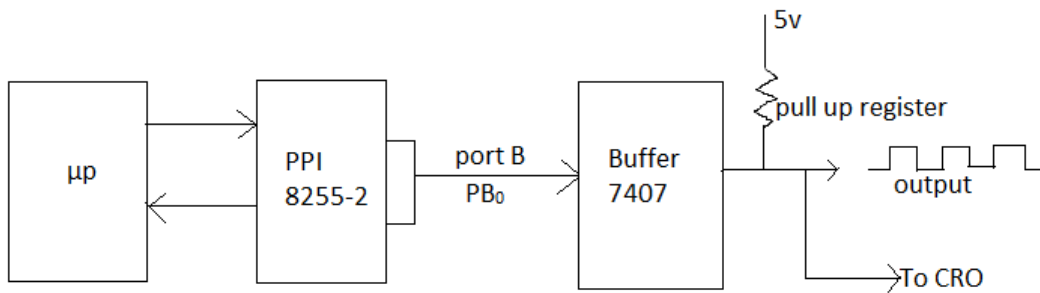 5v
pull up register
μp
PPI
8255-2
port B
PB₀
Buffer
7407
output
To CRO